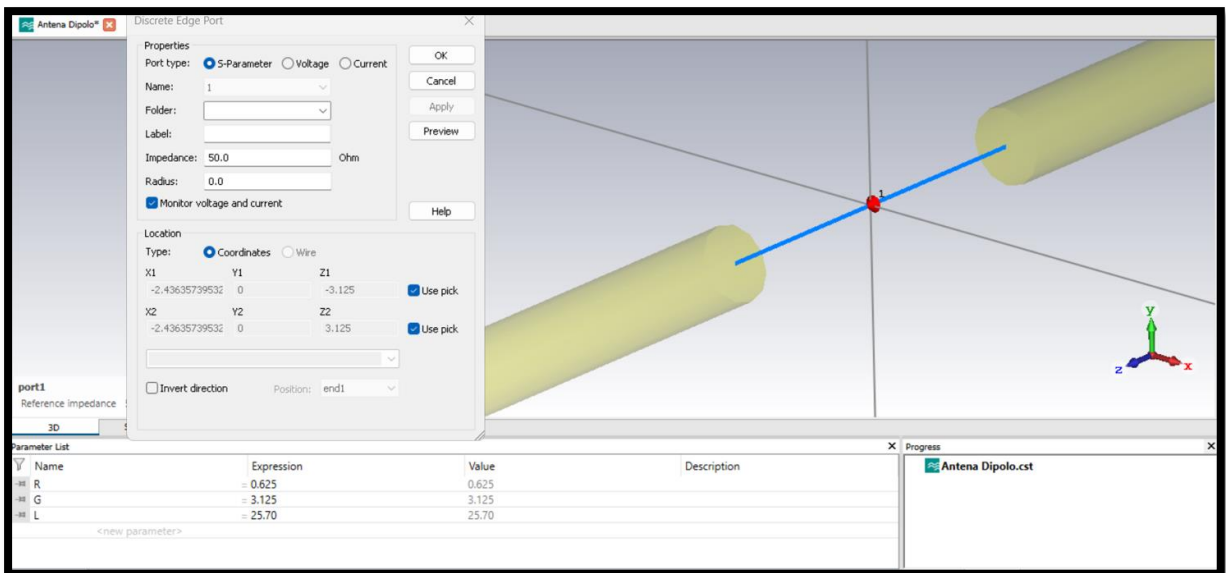 Antena Dipolo*
Discrete Edge Port
Properties
Port type: S-Parameter Voltage Current
OK
Name: 1
Cancel
Folder:
Apply
Label:
Preview
Impedance: 50.0 Ohm
Radius: 0.0
Monitor voltage and current
Help
Location
Type: Coordinates Wire
X1 Y1 Z1
-2.43635739532 0 -3.125 Use pick
X2 Y2 Z2
-2.43635739532 0 3.125 Use pick
Invert direction Position: end1
1
y
z
x
port1
Reference Impedance
3D
Parameter List
Name Expression Value Description
R = 0.625 0.625
G = 3.125 3.125
L = 25.70 25.70
<new parameter>
Progress
Antena Dipolo.cst